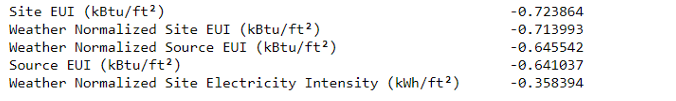 Site EUI (kBtu/ft²) -0.723864
Weather Normalized Site EUI (kBtu/ft²) -0.713993
Weather Normalized Source EUI (kBtu/ft²) -0.645542
Source EUI (kBtu/ft²) -0.641037
Weather Normalized Site Electricity Intensity (kWh/ft²) -0.358394